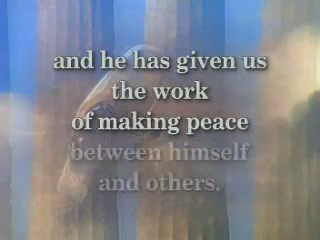 and he has given us
the work
of making peace
between himself
and others.